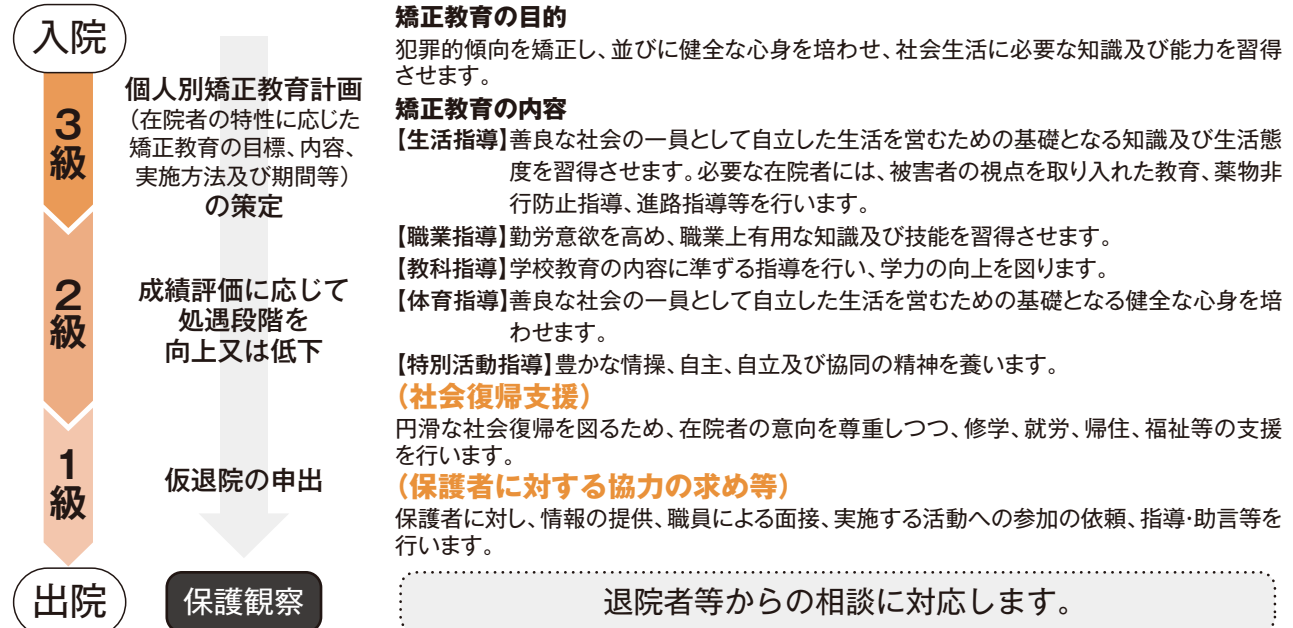 入院
3級
2級
1級
出院
個人別矯正教育計画
(在院者の特性に応じた
矯正教育の目標、内容、
実施方法及び期間等)
の策定
成績評価に応じて
処遇段階を
向上又は低下
仮退院の申出
保護観察
矯正教育の目的
犯罪的傾向を矯正し、並びに健全な心身を培わせ、社会生活に必要な知識及び能力を習得
させます。
矯正教育の内容
【生活指導】善良な社会の一員として自立した生活を営むための基礎となる知識及び生活態
度を習得させます。必要な在院者には、被害者の視点を取り入れた教育、薬物非
行防止指導、進路指導等を行います。
【職業指導】勤労意欲を高め、職業上有用な知識及び技能を習得させます。
【教科指導】学校教育の内容に準ずる指導を行い、学力の向上を図ります。
【体育指導】善良な社会の一員として自立した生活を営むための基礎となる健全な心身を培
わせます。
【特別活動指導】豊かな情操、自主、自立及び協同の精神を養います。
(社会復帰支援)
円滑な社会復帰を図るため、在院者の意向を尊重しつつ、修学、就労、帰住、福祉等の支援
を行います。
(保護者に対する協力の求め等)
保護者に対し、情報の提供、職員による面接、実施する活動への参加の依頼、指導・助言等を
行います。
退院者等からの相談に対応します。